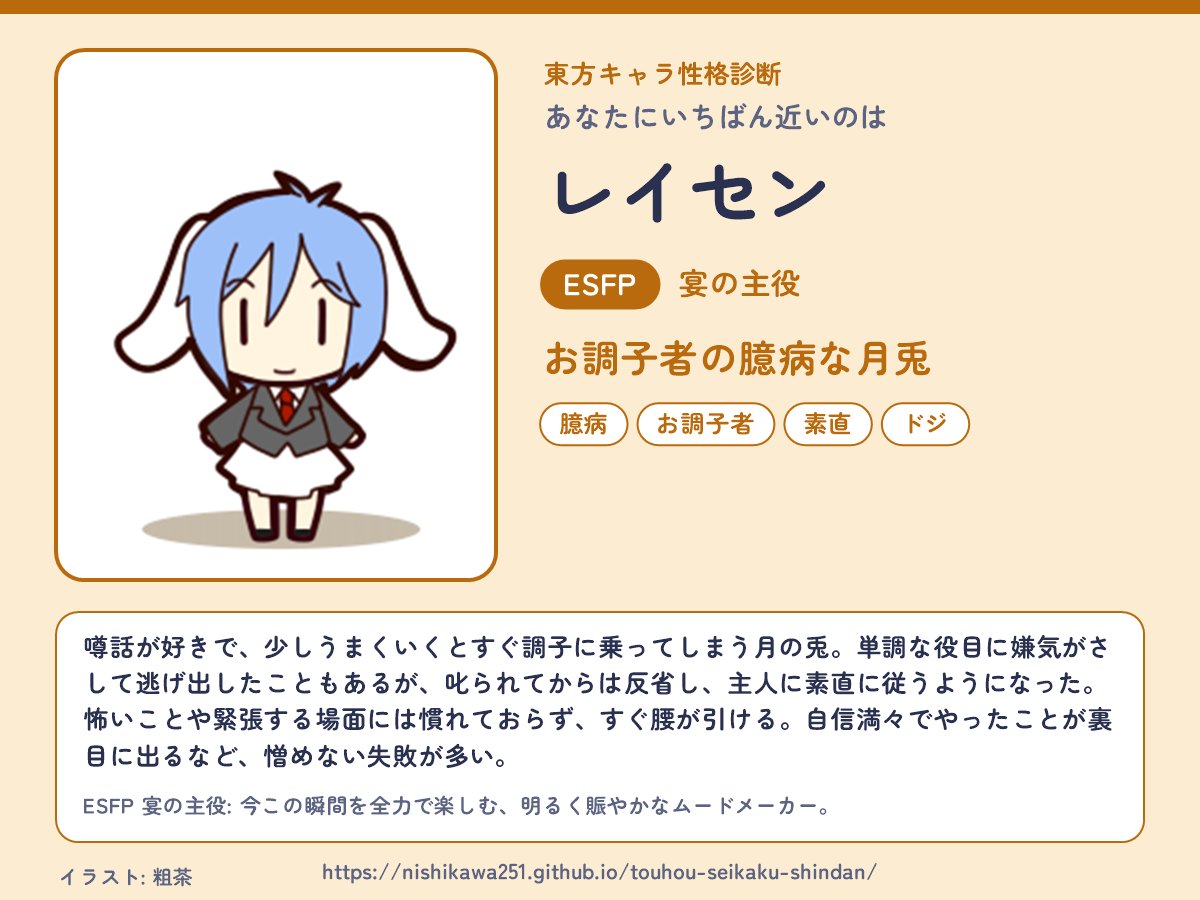 東方キャラ性格診断
あなたにいちばん近いのは
レイセン
ESFP 宴の主役
お調子者の臆病な月兎
臆病 お調子者 素直 ドジ
噂話が好きで、少しうまくいくとすぐ調子に乗ってしまう月の兎。単調な役目に嫌気がさ
して逃げ出したこともあるが、叱られてからは反省し、主人に素直に従うようになった。
怖いことや緊張する場面には慣れておらず、すぐ腰が引ける。自信満々でやったことが裏
目に出るなど、憎めない失敗が多い。
ESFP 宴の主役: 今この瞬間を全力で楽しむ、明るく賑やかなムードメーカー。
イラスト: 粗茶
https://nishikawa251.github.io/touhou-seikaku-shindan/